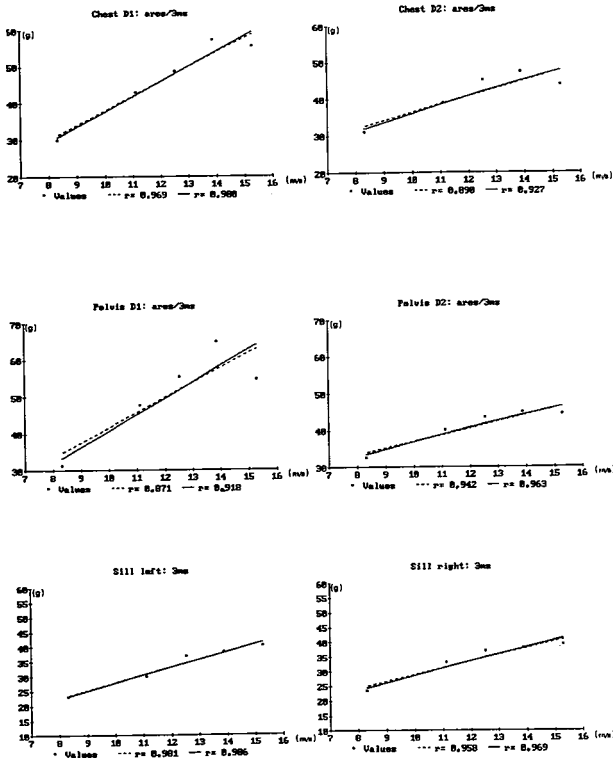 Chest D1: ares/3ms
60 (g)
50
40
30
20
7 8 9 10 11 12 13 14 15 16 (m/s)
• Values --- r= 0.969 — r= 0.980
Chest D2: ares/3ms
60 (g)
50
40
30
20
7 8 9 10 11 12 13 14 15 16 (m/s)
• Values --- r= 0.890 — r= 0.927
Pelvis D1: ares/3ms
70 (g)
60
50
40
30
7 8 9 10 11 12 13 14 15 16 (m/s)
• Values --- r= 0.871 — r= 0.918
Pelvis D2: ares/3ms
70 (g)
60
50
40
30
7 8 9 10 11 12 13 14 15 16 (m/s)
• Values --- r= 0.942 — r= 0.963
Sill left: 3ms
60 (g)
55
50
45
40
35
30
25
20
15
10
7 8 9 10 11 12 13 14 15 16 (m/s)
• Values --- r= 0.981 — r= 0.986
Sill right: 3ms
60 (g)
55
50
45
40
35
30
25
20
15
10
7 8 9 10 11 12 13 14 15 16 (m/s)
• Values --- r= 0.958 — r= 0.969